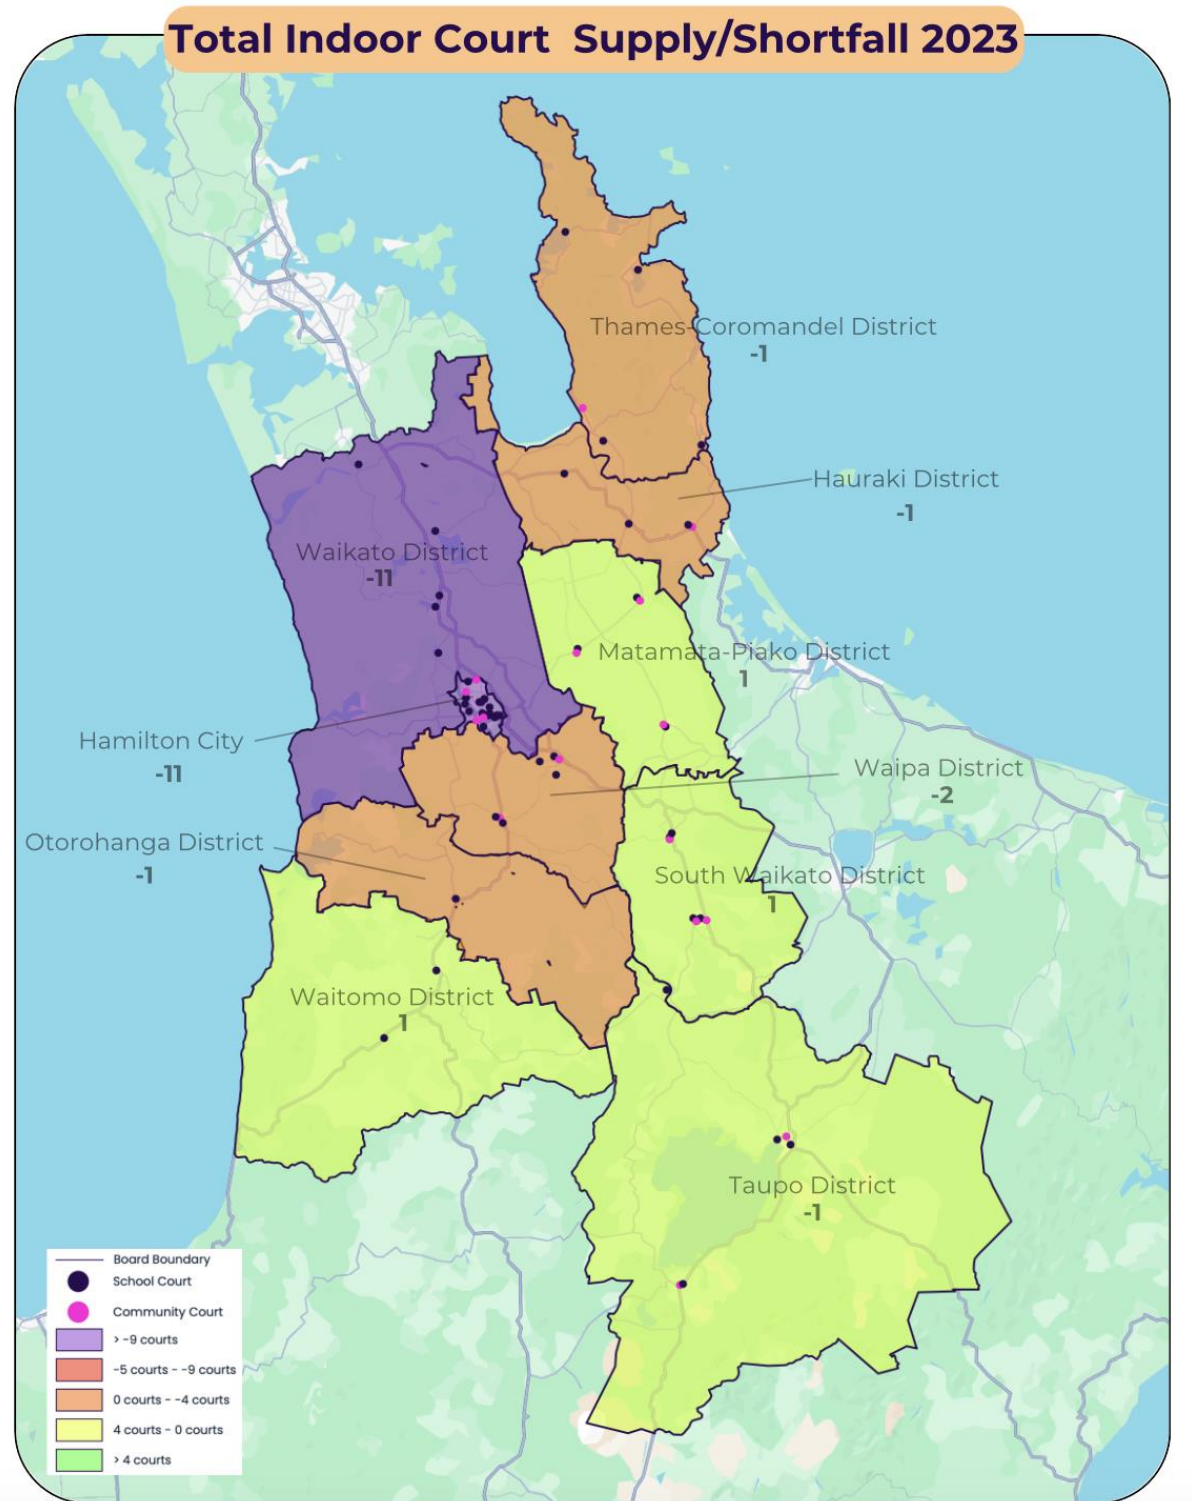 Total Indoor Court Supply/Shortfall 2023
Thames-Coromandel District
-1
Hauraki District
-1
Waikato District
-11
Matamata-Piako District
1
Hamilton City
-11
Waipa District
-2
Otorohanga District
-1
South Waikato District
1
Waitomo District
1
Taupo District
-1
Board Boundary
School Court
Community Court
> -9 courts
-5 courts - -9 courts
0 courts - -4 courts
4 courts - 0 courts
> 4 courts